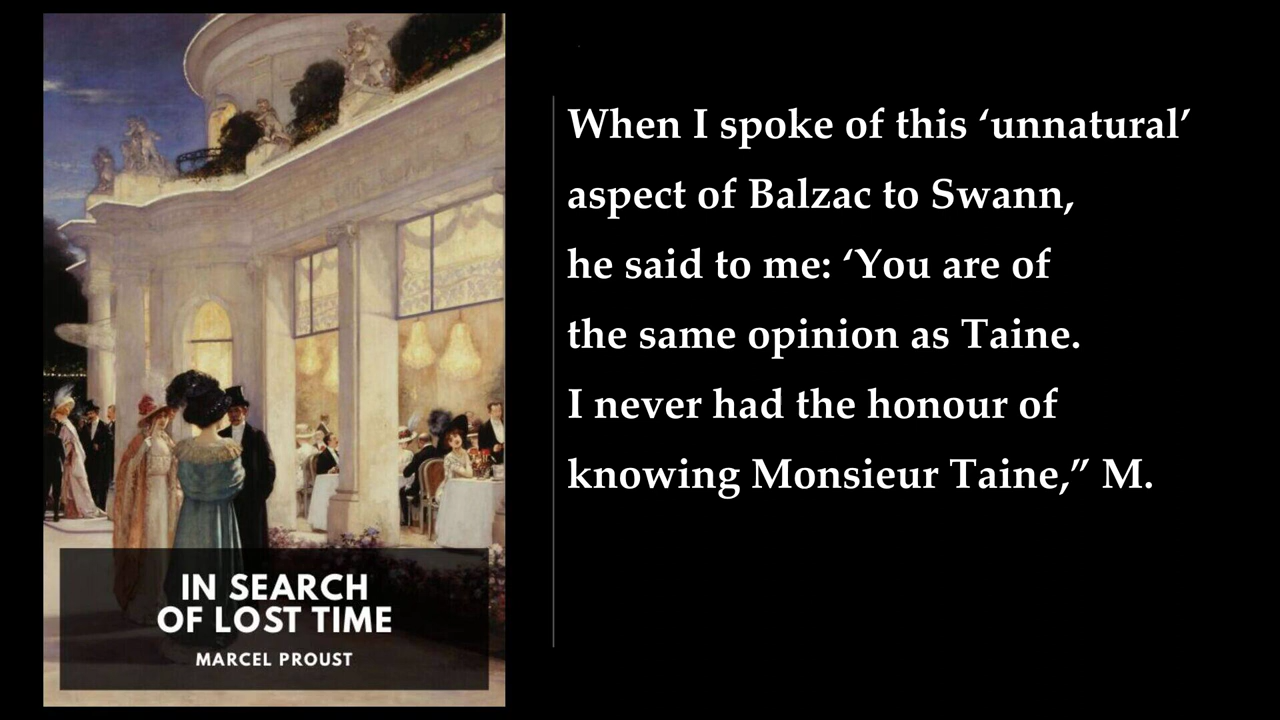 When I spoke of this ‘unnatural’
aspect of Balzac to Swann,
he said to me: ‘You are of
the same opinion as Taine.
I never had the honour of
knowing Monsieur Taine,” M.
IN SEARCH
OF LOST TIME
MARCEL PROUST